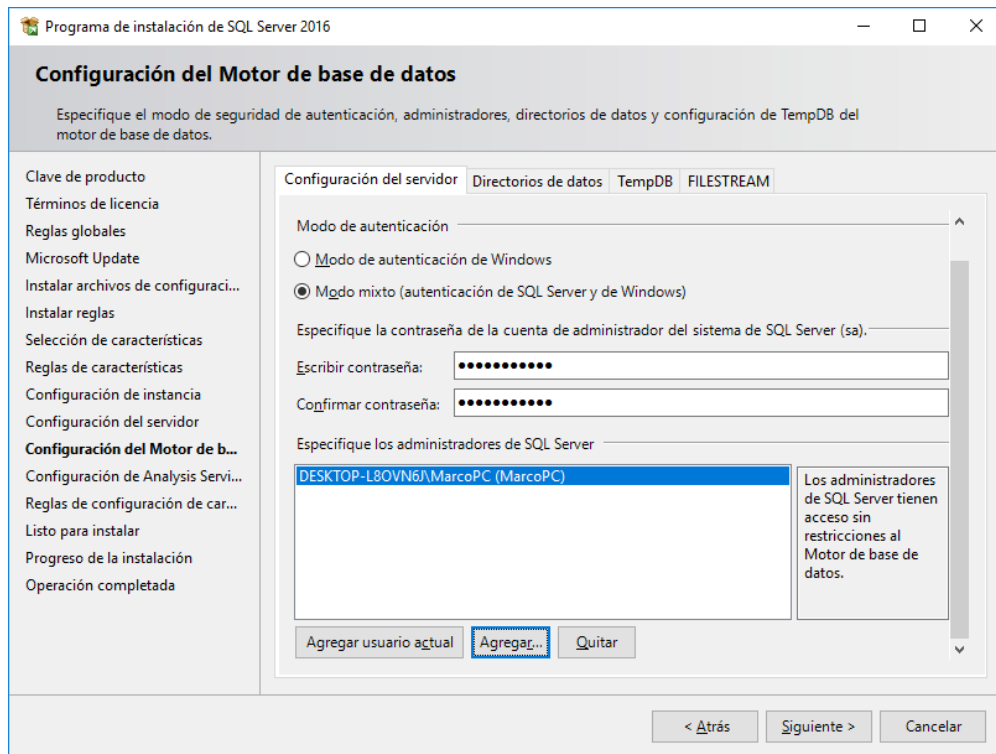 Programa de instalación de SQL Server 2016
Configuración del Motor de base de datos
Especifique el modo de seguridad de autenticación, administradores, directorios de datos y configuración de TempDB del
motor de base de datos.
Clave de producto
Términos de licencia
Reglas globales
Microsoft Update
Instalar archivos de configuraci...
Instalar reglas
Selección de características
Reglas de características
Configuración de instancia
Configuración del servidor
Configuración del Motor de b...
Configuración de Analysis Servi...
Reglas de configuración de car...
Listo para instalar
Progreso de la instalación
Operación completada
Configuración del servidor Directorios de datos TempDB FILESTREAM
Modo de autenticación
Modo de autenticación de Windows
Modo mixto (autenticación de SQL Server y de Windows)
Especifique la contraseña de la cuenta de administrador del sistema de SQL Server (sa).
Escribir contraseña: ●●●●●●●●●●●
Confirmar contraseña: ●●●●●●●●●●●
Especifique los administradores de SQL Server
DESKTOP-L8OVN6J\MarcoPC (MarcoPC)
Los administradores
de SQL Server tienen
acceso sin
restricciones al
Motor de base de
datos.
Agregar usuario actual Agregar... Quitar
< Atrás Siguiente > Cancelar